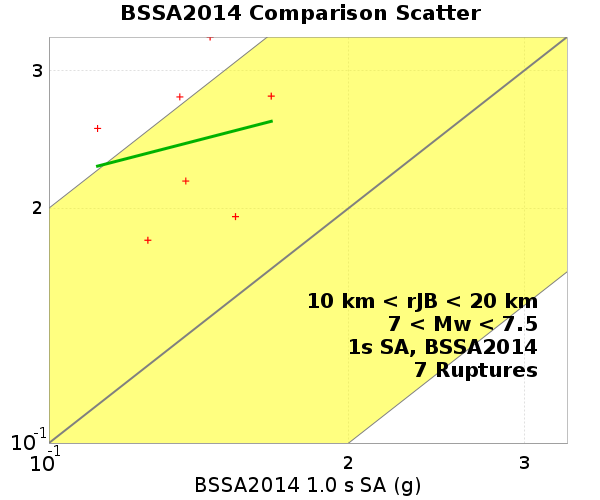 BSSA2014 Comparison Scatter
3
2
10 km < rJB < 20 km
7 < Mw < 7.5
1s SA, BSSA2014
7 Ruptures
10-1
10-1 2 3
BSSA2014 1.0 s SA (g)